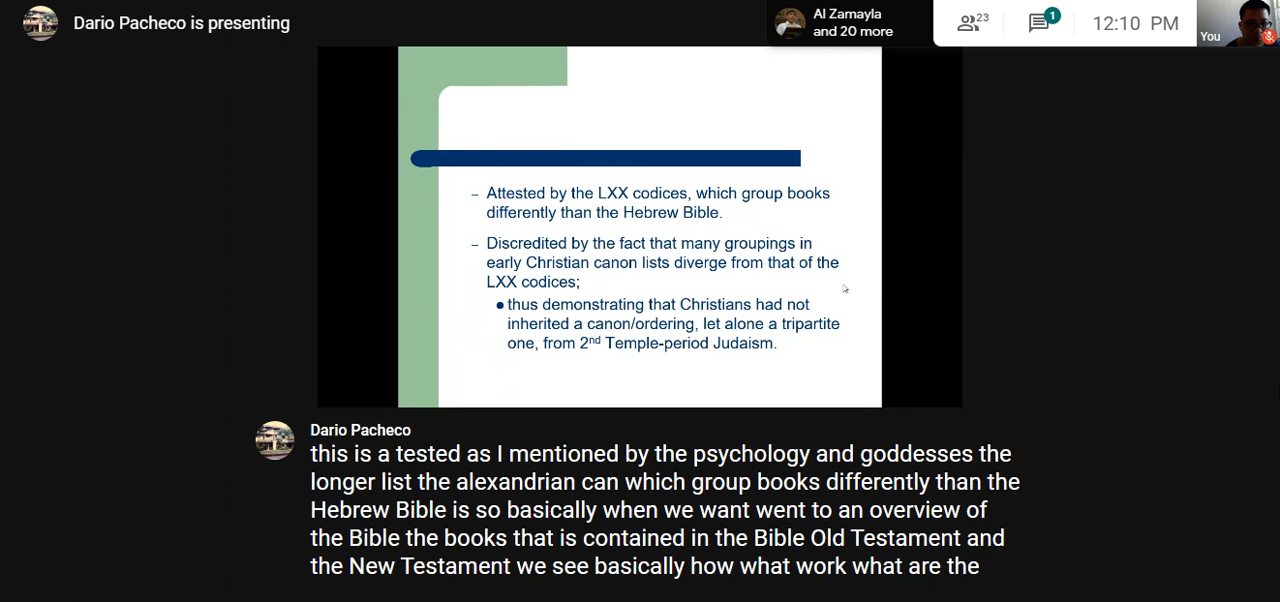 Dario Pacheco is presenting
Al Zamayla
and 20 more
23
1
12:10 PM
You
– Attested by the LXX codices, which group books
differently than the Hebrew Bible.
– Discredited by the fact that many groupings in
early Christian canon lists diverge from that of the
LXX codices;
● thus demonstrating that Christians had not
inherited a canon/ordering, let alone a tripartite
one, from 2nd Temple-period Judaism.
Dario Pacheco
this is a tested as I mentioned by the psychology and goddesses the
longer list the alexandrian can which group books differently than the
Hebrew Bible is so basically when we want went to an overview of
the Bible the books that is contained in the Bible Old Testament and
the New Testament we see basically how what work what are the